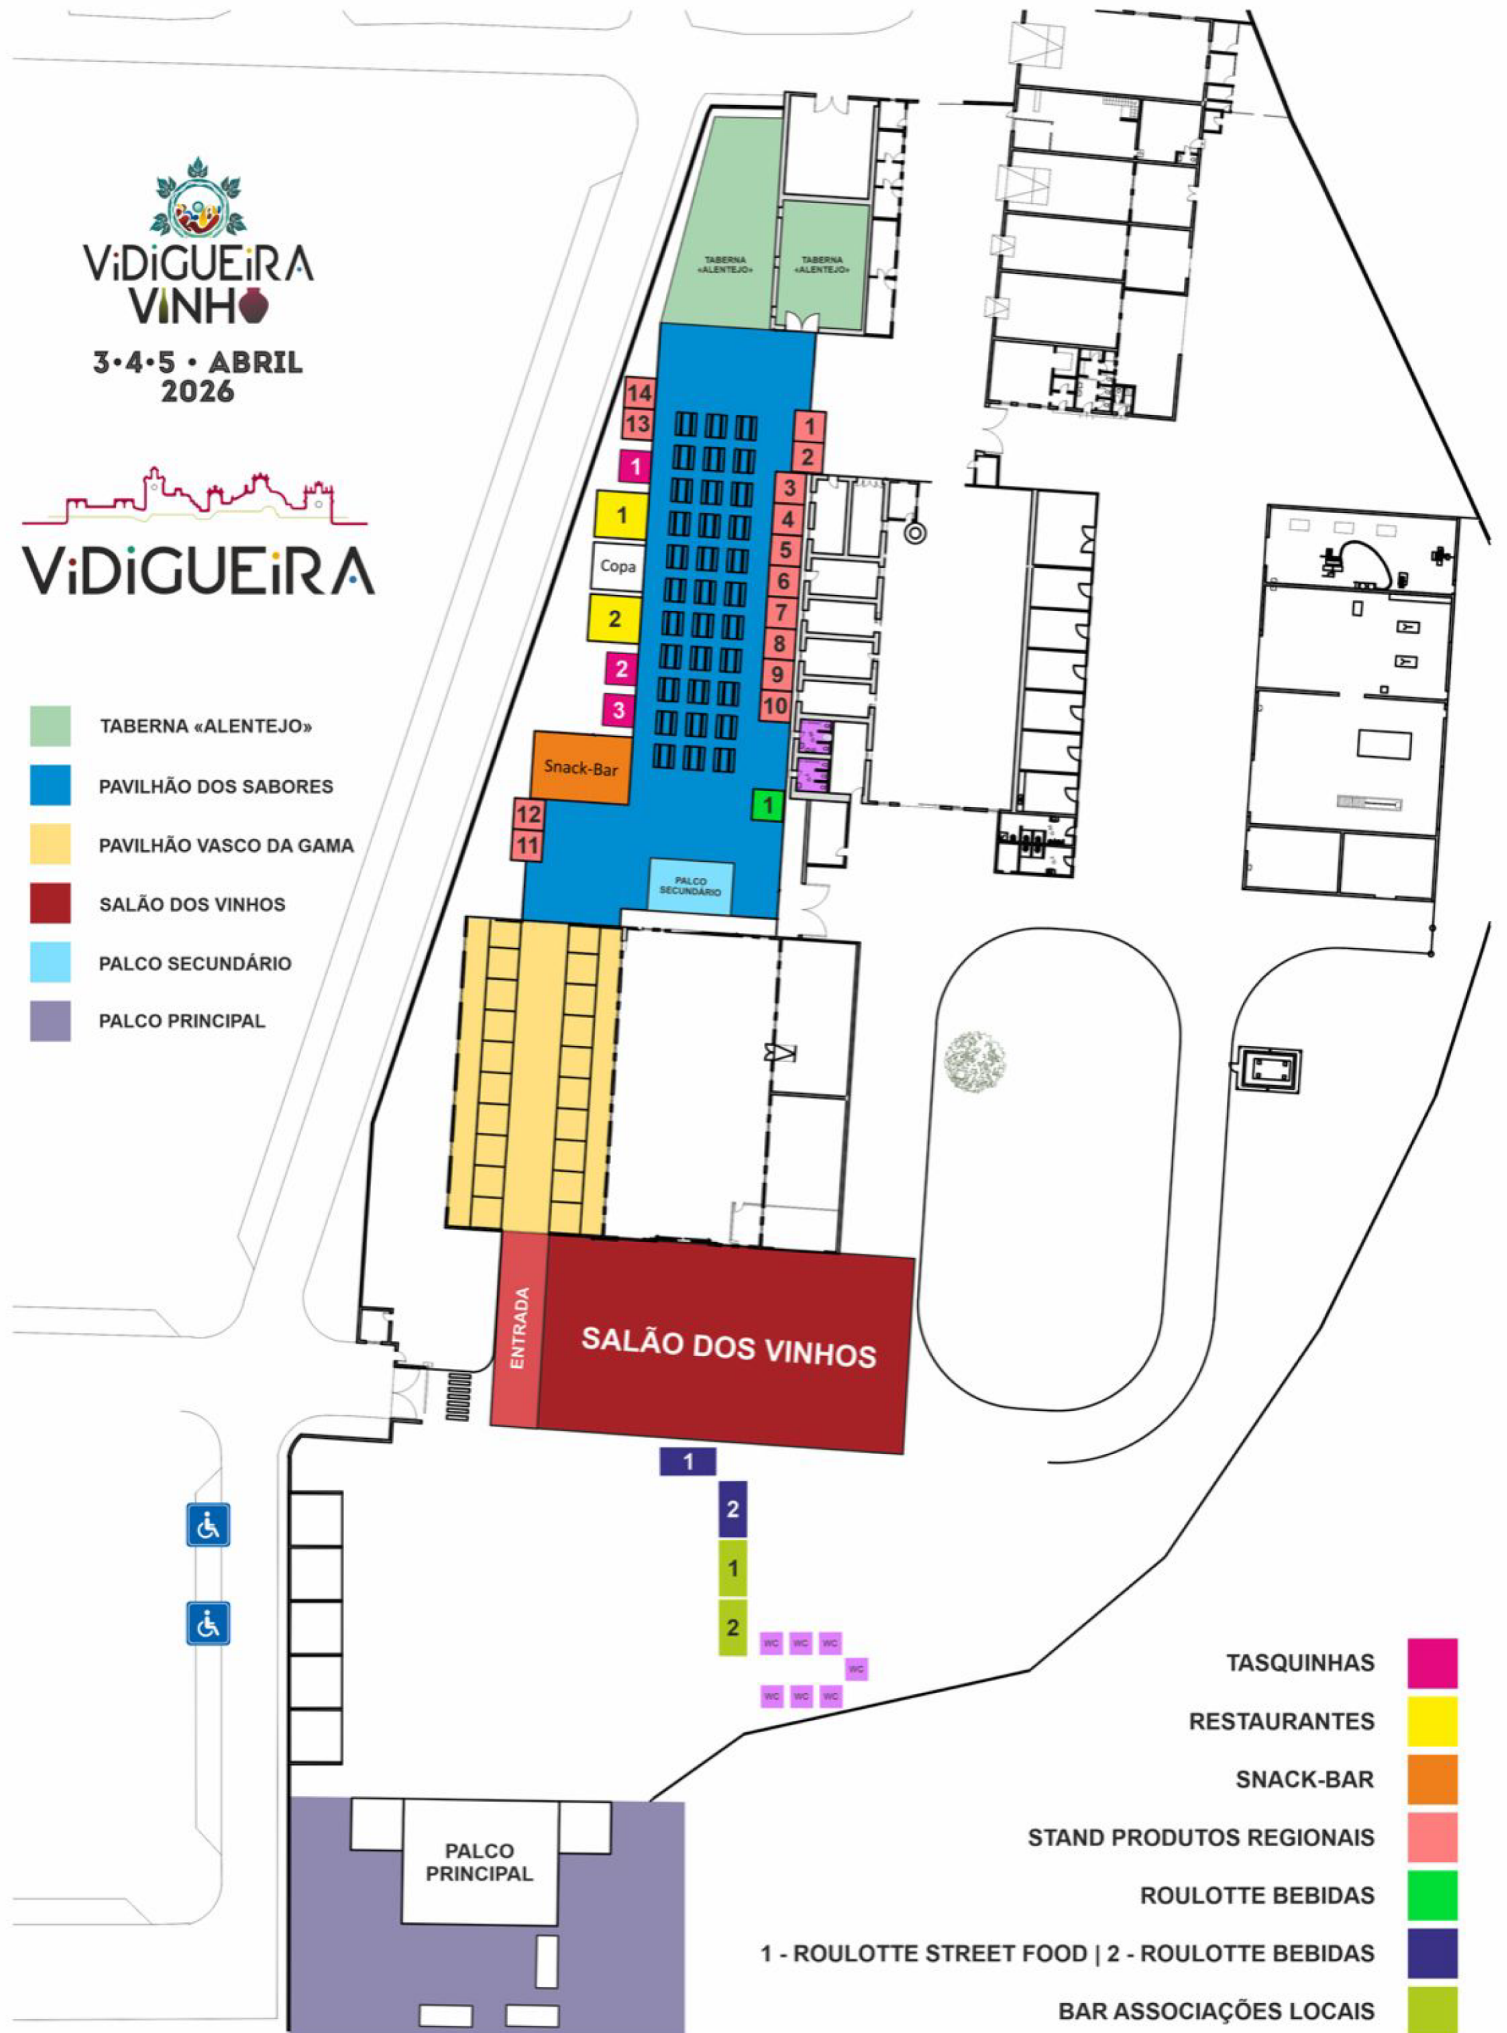 ViDiGUEiRA
VINHO
3•4•5 • ABRIL
2026
ViDiGUEiRA
TABERNA «ALENTEJO»
PAVILHÃO DOS SABORES
PAVILHÃO VASCO DA GAMA
SALÃO DOS VINHOS
PALCO SECUNDÁRIO
PALCO PRINCIPAL
TABERNA
«ALENTEJO»
TABERNA
«ALENTEJO»
14
13
1
1
Copa
2
2
3
Snack-Bar
12
11
1
2
3
4
5
6
7
8
9
10
1
PALCO
SECUNDÁRIO
ENTRADA
SALÃO DOS VINHOS
1
2
1
2
WC
WC
WC
WC
WC
WC
WC
PALCO
PRINCIPAL
TASQUINHAS
RESTAURANTES
SNACK-BAR
STAND PRODUTOS REGIONAIS
ROULOTTE BEBIDAS
1 - ROULOTTE STREET FOOD | 2 - ROULOTTE BEBIDAS
BAR ASSOCIAÇÕES LOCAIS